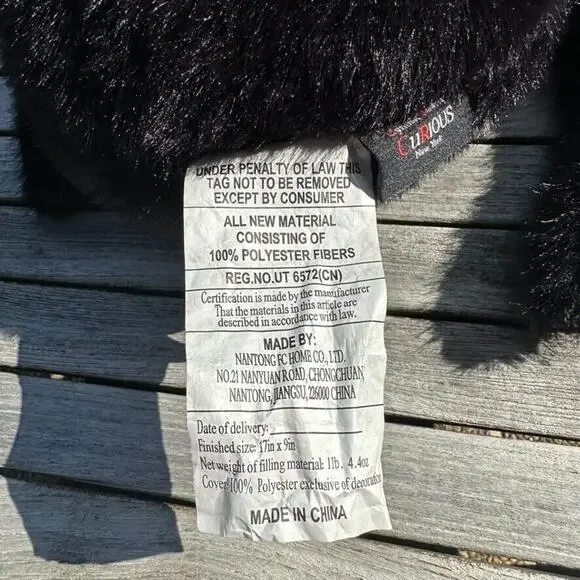 CURIOUS
New York
UNDER PENALTY OF LAW THIS
TAG NOT TO BE REMOVED
EXCEPT BY CONSUMER
ALL NEW MATERIAL
CONSISTING OF
100% POLYESTER FIBERS
REG.NO.UT 6572(CN)
Certification is made by the manufacturer
That the materials in this article are
described in accordance with law.
MADE BY:
NANTONG FC HOME CO., LTD.
NO.21 NANYUAN ROAD, CHONGCHUAN,
NANTONG, JIANGSU, 226000 CHINA
Date of delivery:
Finished size: 17in x 9in
Net weight of filling material: 1lb. 4.4oz
Cover: 100% Polyester exclusive of decoration
MADE IN CHINA